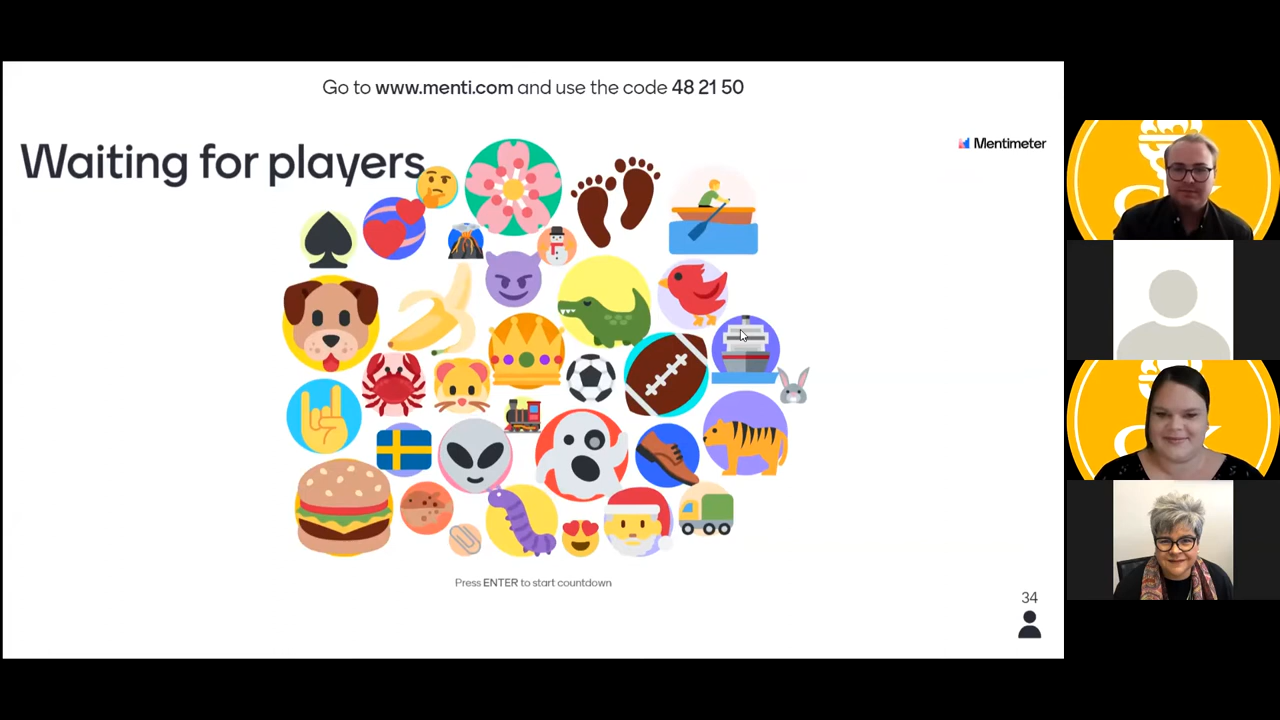 Go to www.menti.com and use the code 48 21 50
Mentimeter
Waiting for players
Press ENTER to start countdown
34